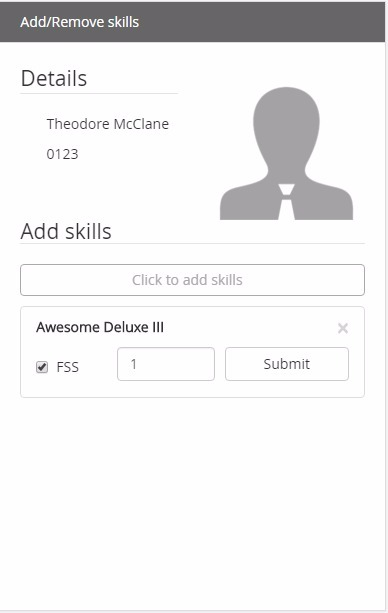 Add/Remove skills
Details
Theodore McClane
0123
Add skills
Click to add skills
Awesome Deluxe III
FSS 1 Submit